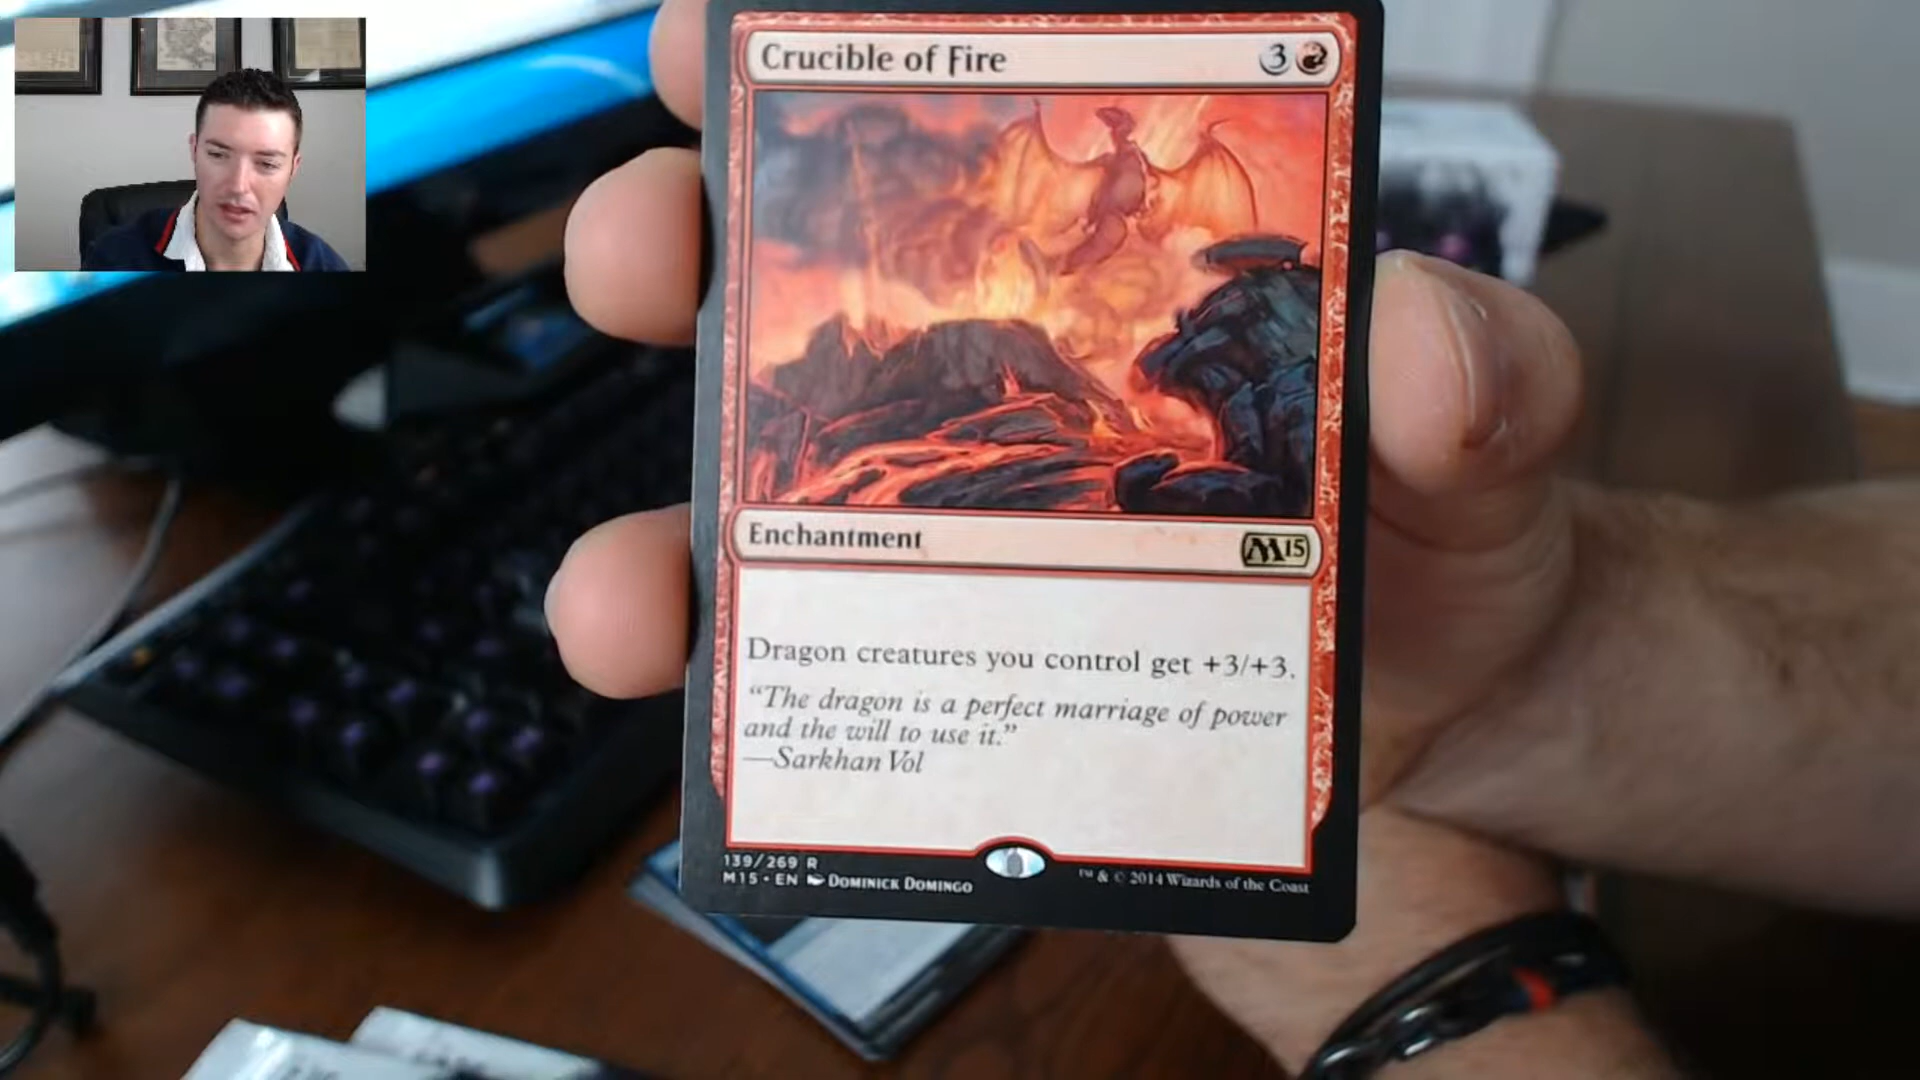 Crucible of Fire 3
Enchantment M15
Dragon creatures you control get +3/+3.
“The dragon is a perfect marriage of power
and the will to use it.”
—Sarkhan Vol
139/269 R
M15 • EN DOMINICK DOMINGO
™ & © 2014 Wizards of the Coast